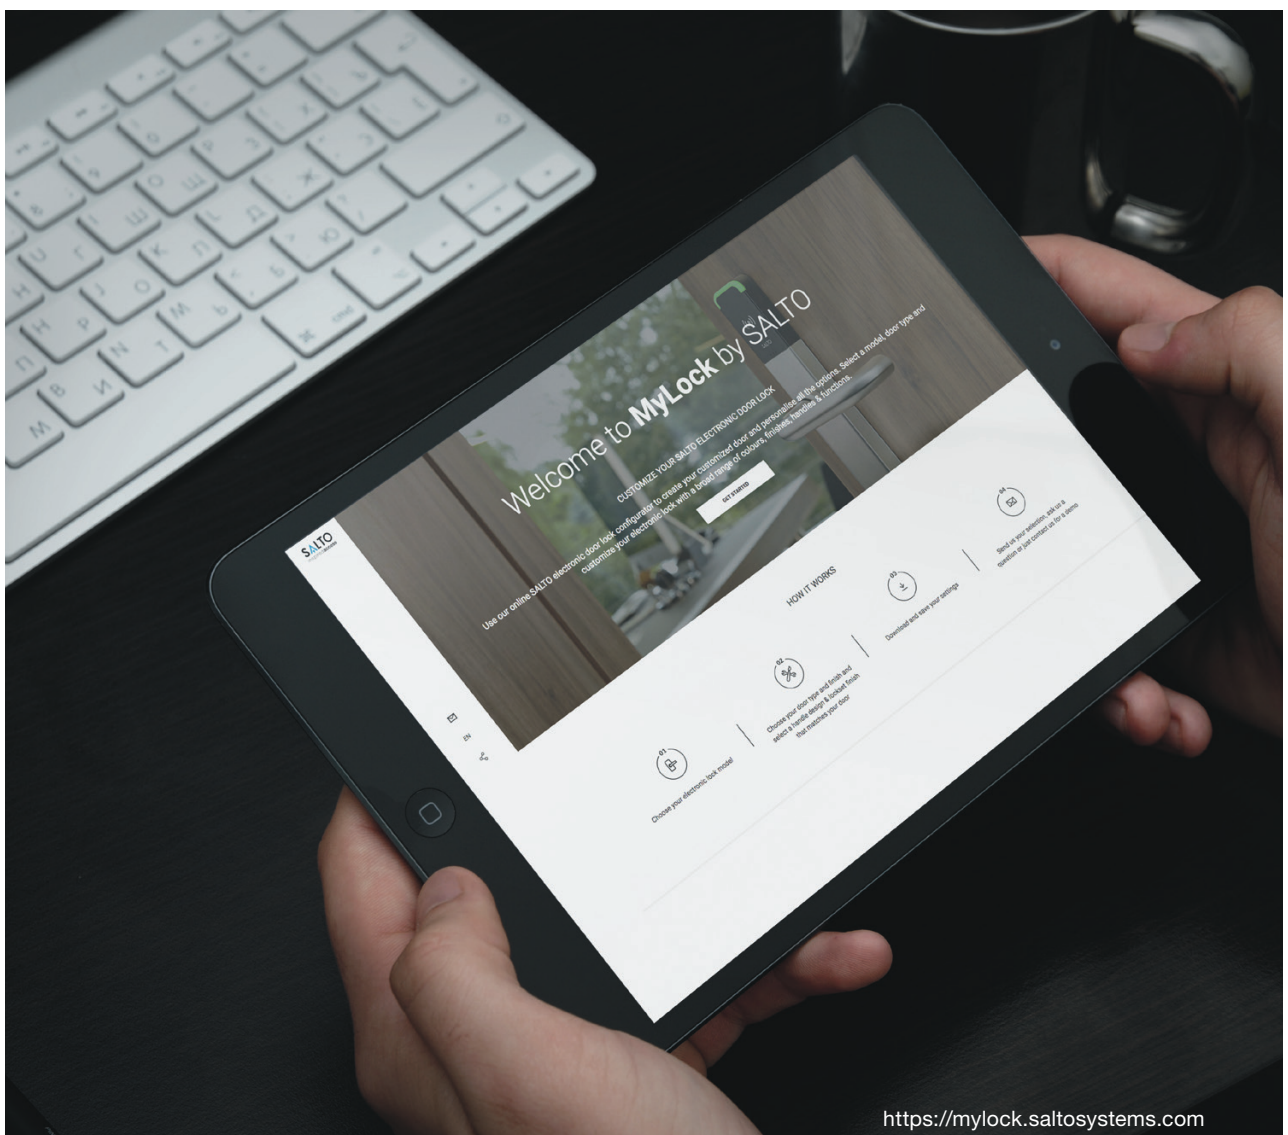 SALTO
Welcome to MyLock by SALTO
CUSTOMIZE YOUR SALTO ELECTRONIC DOOR LOCK
Use our online SALTO electronic door lock configurator to create your customized door and personalise all the options. Select a model, door type and
customize your electronic lock with a broad range of colours, finishes, handles & functions.
GET STARTED
EN
HOW IT WORKS
01
Choose your electronic lock model
02
Choose your door type and finish and
select a handle design & lockset finish
that matches your door
03
Download and save your settings
04
Send us your selection, ask us a
question or just contact us for a demo
cmd
https://mylock.saltosystems.com